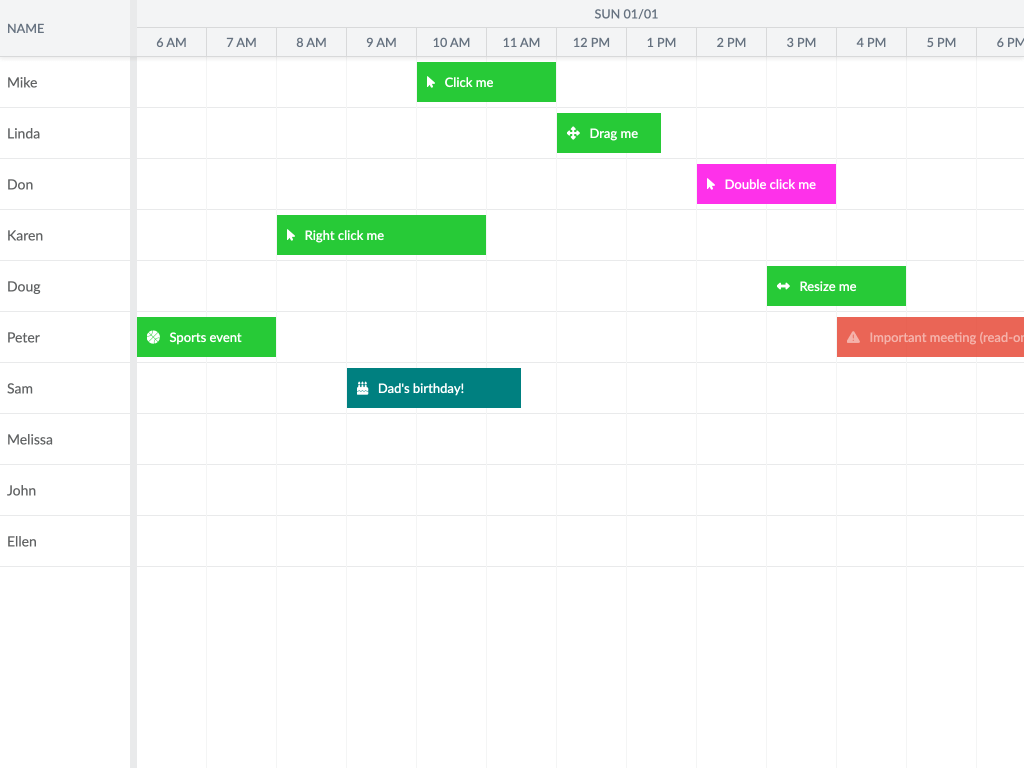 NAME
SUN 01/01
6 AM 7 AM 8 AM 9 AM 10 AM 11 AM 12 PM 1 PM 2 PM 3 PM 4 PM 5 PM 6 PM
Mike Click me
Linda Drag me
Don Double click me
Karen Right click me
Doug Resize me
Peter Sports event Important meeting (read-on
Sam Dad's birthday!
Melissa
John
Ellen